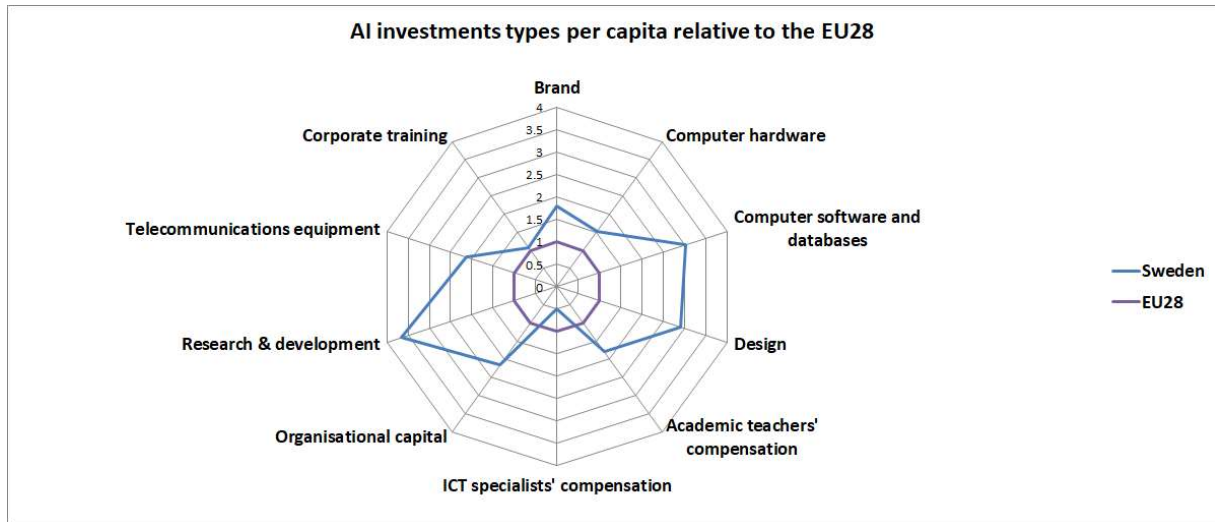 AI investments types per capita relative to the EU28
Brand
4
3.5
3
2.5
2
1.5
1
0.5
0
Corporate training
Computer hardware
Telecommunications equipment
Computer software and
databases
Sweden
EU28
Research & development
Design
Organisational capital
Academic teachers'
compensation
ICT specialists' compensation